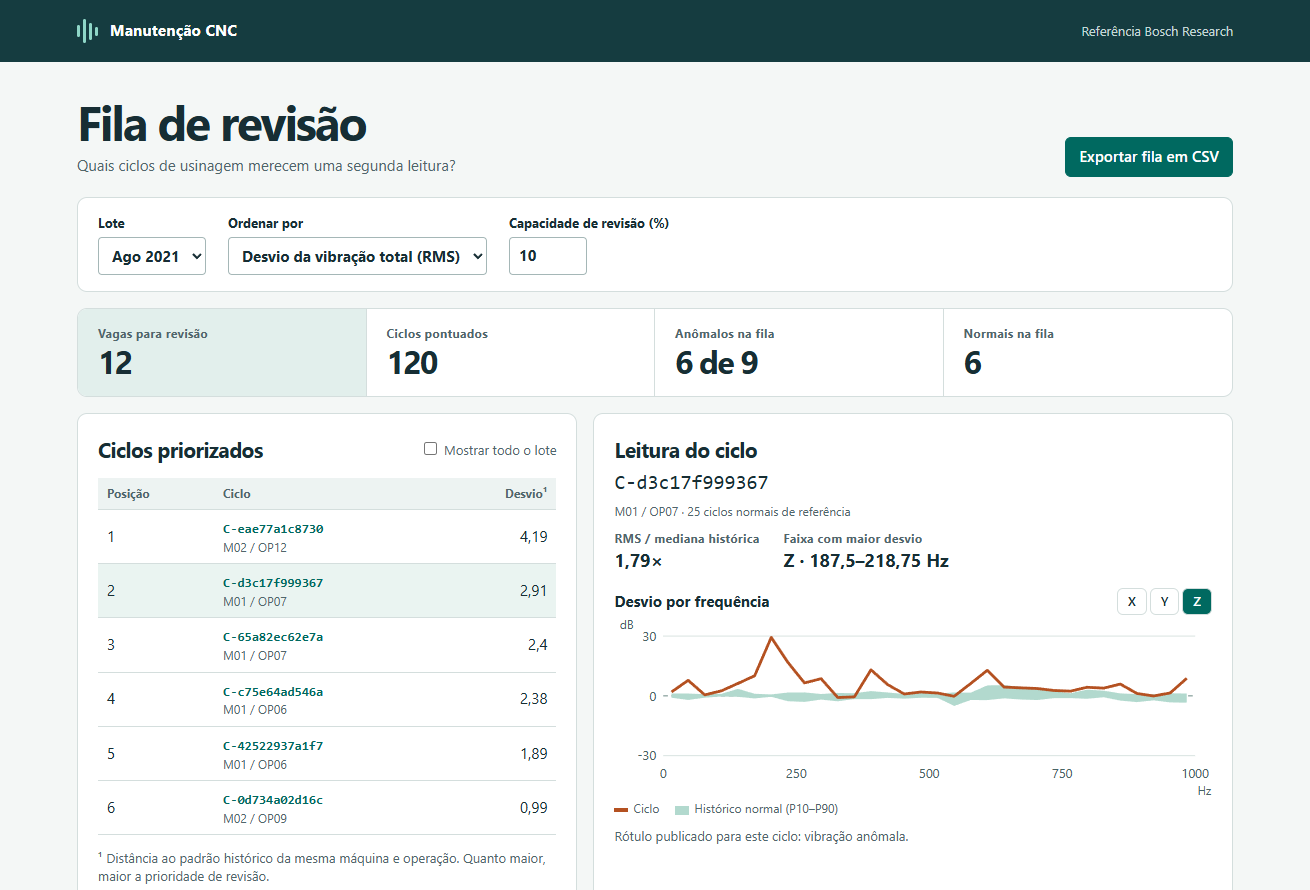 Manutenção CNC
Referência Bosch Research
Fila de revisão
Quais ciclos de usinagem merecem uma segunda leitura?
Exportar fila em CSV
Lote
Ordenar por
Capacidade de revisão (%)
Ago 2021
Desvio da vibração total (RMS)
10
Vagas para revisão
12
Ciclos pontuados
120
Anômalos na fila
6 de 9
Normais na fila
6
Ciclos priorizados
Mostrar todo o lote
Posição Ciclo Desvio¹
1 C-eae77a1c8730 4,19
M02 / OP12
2 C-d3c17f999367 2,91
M01 / OP07
3 C-65a82ec62e7a 2,4
M01 / OP07
4 C-c75e64ad546a 2,38
M01 / OP06
5 C-42522937a1f7 1,89
M01 / OP06
6 C-0d734a02d16c 0,99
M02 / OP09
¹ Distância ao padrão histórico da mesma máquina e operação. Quanto maior,
maior a prioridade de revisão.
Leitura do ciclo
C-d3c17f999367
M01 / OP07 · 25 ciclos normais de referência
RMS / mediana histórica
1,79×
Faixa com maior desvio
Z · 187,5–218,75 Hz
Desvio por frequência
X Y Z
dB
30
0
-30
0 250 500 750 1000
Hz
Ciclo Histórico normal (P10–P90)
Rótulo publicado para este ciclo: vibração anômala.